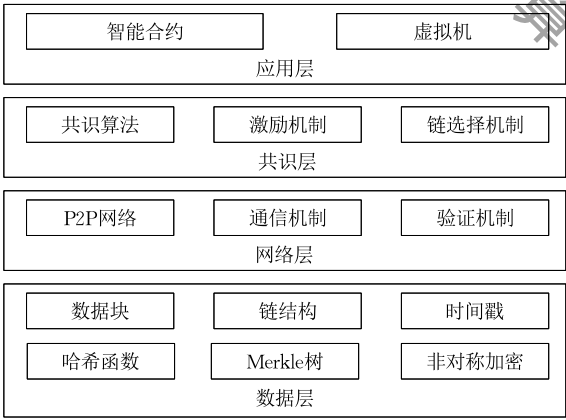 智能合约 虚拟机
应用层
共识算法 激励机制 链选择机制
共识层
P2P网络 通信机制 验证机制
网络层
数据块 链结构 时间戳
哈希函数 Merkle树 非对称加密
数据层